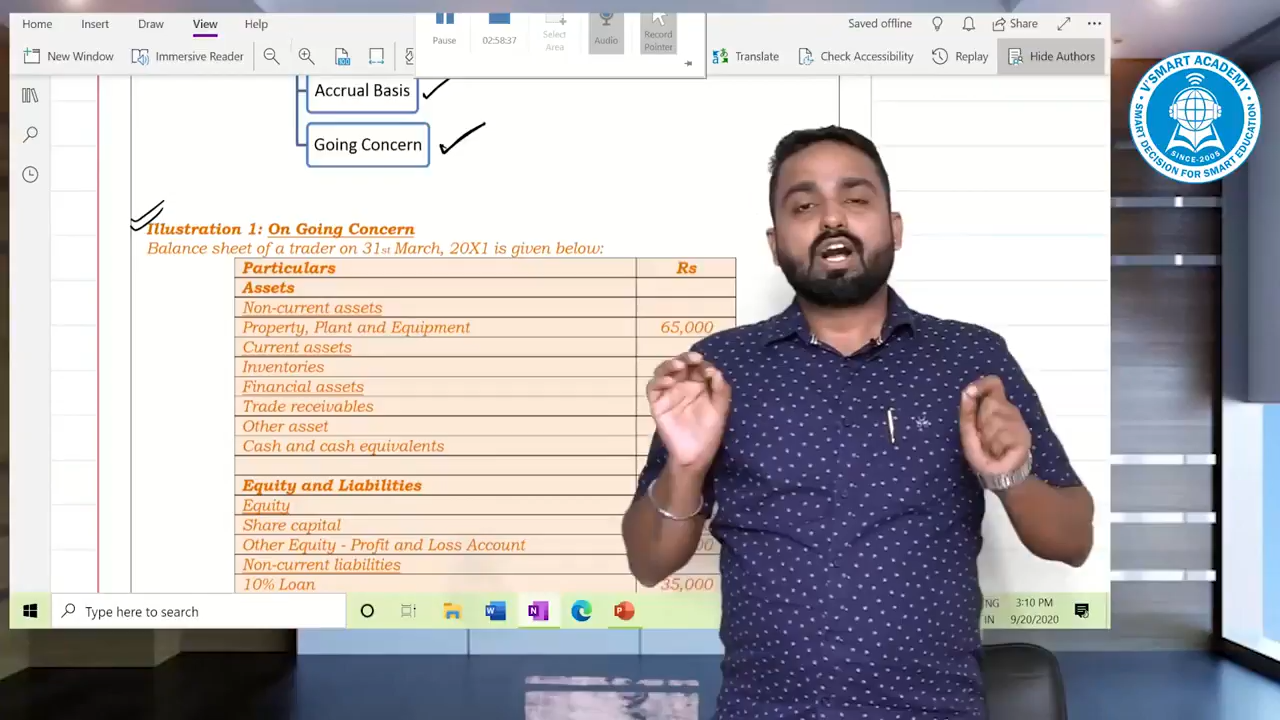 Home Insert Draw View Help
Pause
02:58:37
Select Area
Audio
Record Pointer
Saved offline
Share
New Window
Immersive Reader
Translate
Check Accessibility
Replay
Hide Authors
Accrual Basis
Going Concern
Illustration 1: On Going Concern
Balance sheet of a trader on 31st March, 20X1 is given below:
Particulars Rs
Assets
Non-current assets
Property, Plant and Equipment 65,000
Current assets
Inventories
Financial assets
Trade receivables
Other asset
Cash and cash equivalents
Equity and Liabilities
Equity
Share capital
Other Equity - Profit and Loss Account
Non-current liabilities
10% Loan 35,000
Type here to search
NG
IN
3:10 PM
9/20/2020
V'SMART ACADEMY
SINCE-2005
SMART DECISION FOR SMART EDUCATION